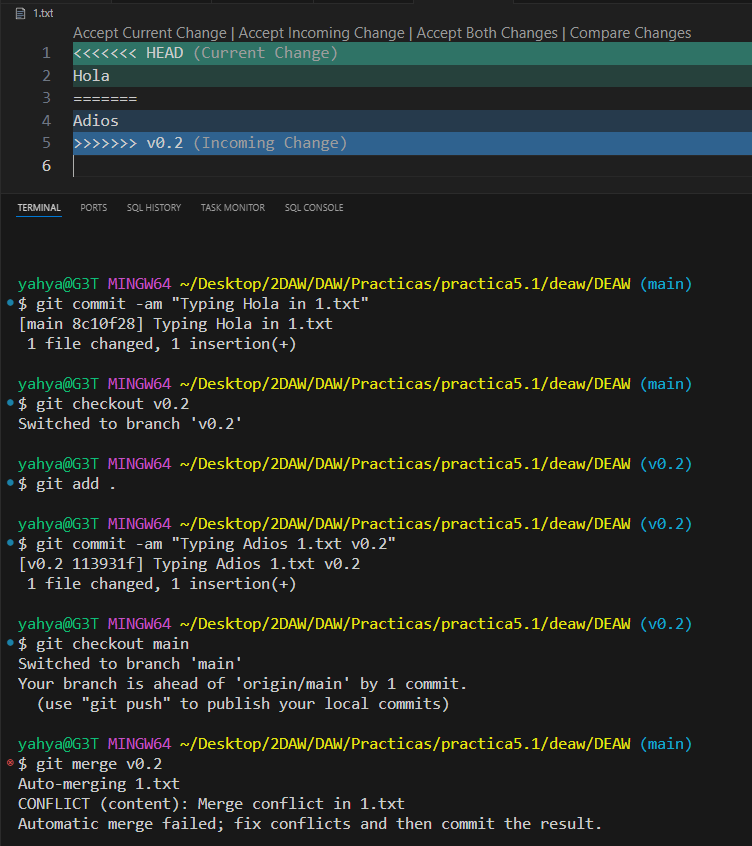 1.txt
Accept Current Change | Accept Incoming Change | Accept Both Changes | Compare Changes
1 <<<<<<< HEAD (Current Change)
2 Hola
3 =======
4 Adios
5 >>>>>>> v0.2 (Incoming Change)
6
TERMINAL PORTS SQL HISTORY TASK MONITOR SQL CONSOLE
yahya@G3T MINGW64 ~/Desktop/2DAW/DAW/Practicas/practica5.1/deaw/DEAW (main)
$ git commit -am "Typing Hola in 1.txt"
[main 8c10f28] Typing Hola in 1.txt
1 file changed, 1 insertion(+)
yahya@G3T MINGW64 ~/Desktop/2DAW/DAW/Practicas/practica5.1/deaw/DEAW (main)
$ git checkout v0.2
Switched to branch 'v0.2'
yahya@G3T MINGW64 ~/Desktop/2DAW/DAW/Practicas/practica5.1/deaw/DEAW (v0.2)
$ git add .
yahya@G3T MINGW64 ~/Desktop/2DAW/DAW/Practicas/practica5.1/deaw/DEAW (v0.2)
$ git commit -am "Typing Adios 1.txt v0.2"
[v0.2 113931f] Typing Adios 1.txt v0.2
1 file changed, 1 insertion(+)
yahya@G3T MINGW64 ~/Desktop/2DAW/DAW/Practicas/practica5.1/deaw/DEAW (v0.2)
$ git checkout main
Switched to branch 'main'
Your branch is ahead of 'origin/main' by 1 commit.
(use "git push" to publish your local commits)
yahya@G3T MINGW64 ~/Desktop/2DAW/DAW/Practicas/practica5.1/deaw/DEAW (main)
$ git merge v0.2
Auto-merging 1.txt
CONFLICT (content): Merge conflict in 1.txt
Automatic merge failed; fix conflicts and then commit the result.